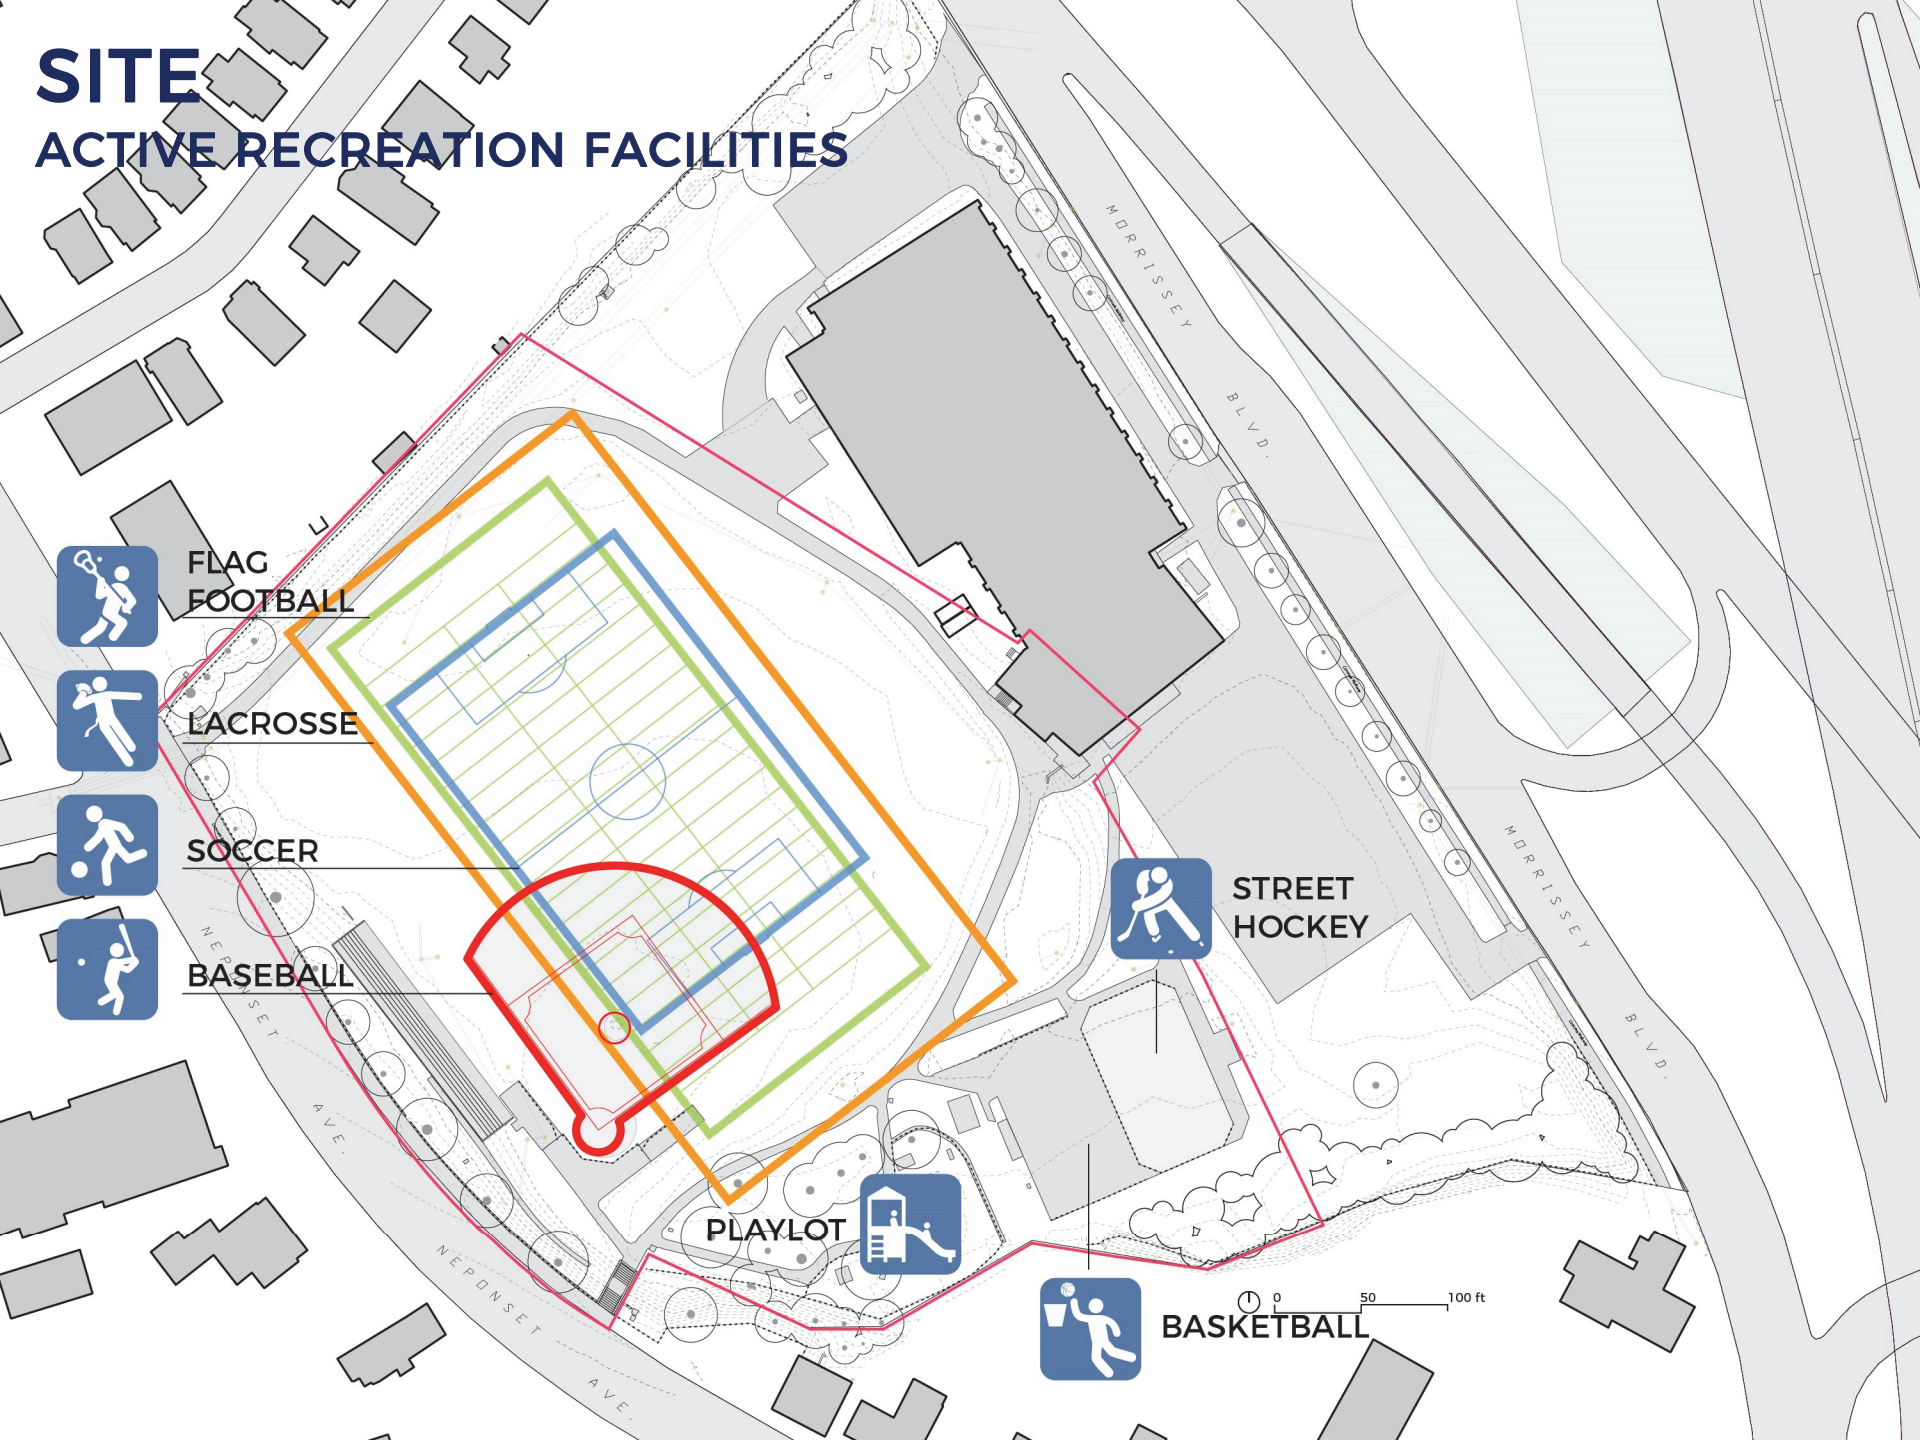 SITE
ACTIVE RECREATION FACILITIES
MORRISSEY
BLVD.
FLAG
FOOTBALL
LACROSSE
SOCCER
BASEBALL
STREET
HOCKEY
MORRISSEY
BLVD.
NEPONSET
AVE.
PLAYLOT
NEPONSET
AVE.
0 50 100 ft
BASKETBALL